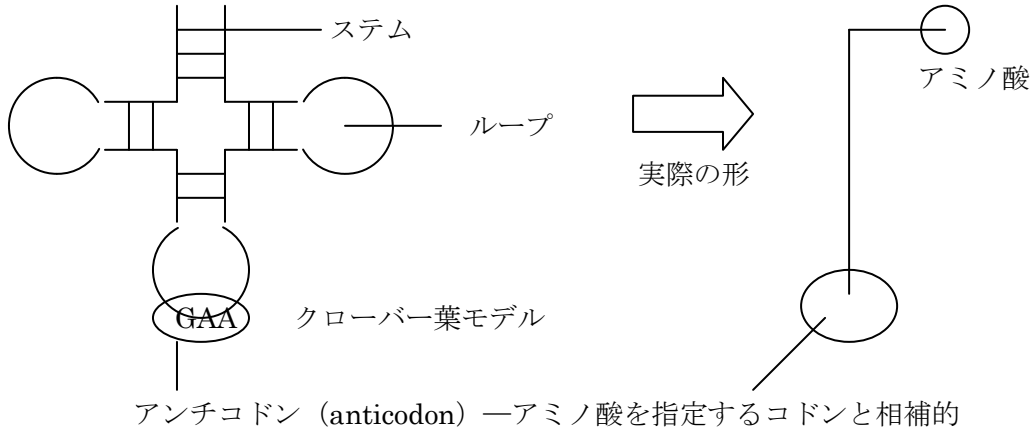 ステム
アミノ酸
ループ
実際の形
GAA
クローバー葉モデル
アンチコドン（anticodon）―アミノ酸を指定するコドンと相補的